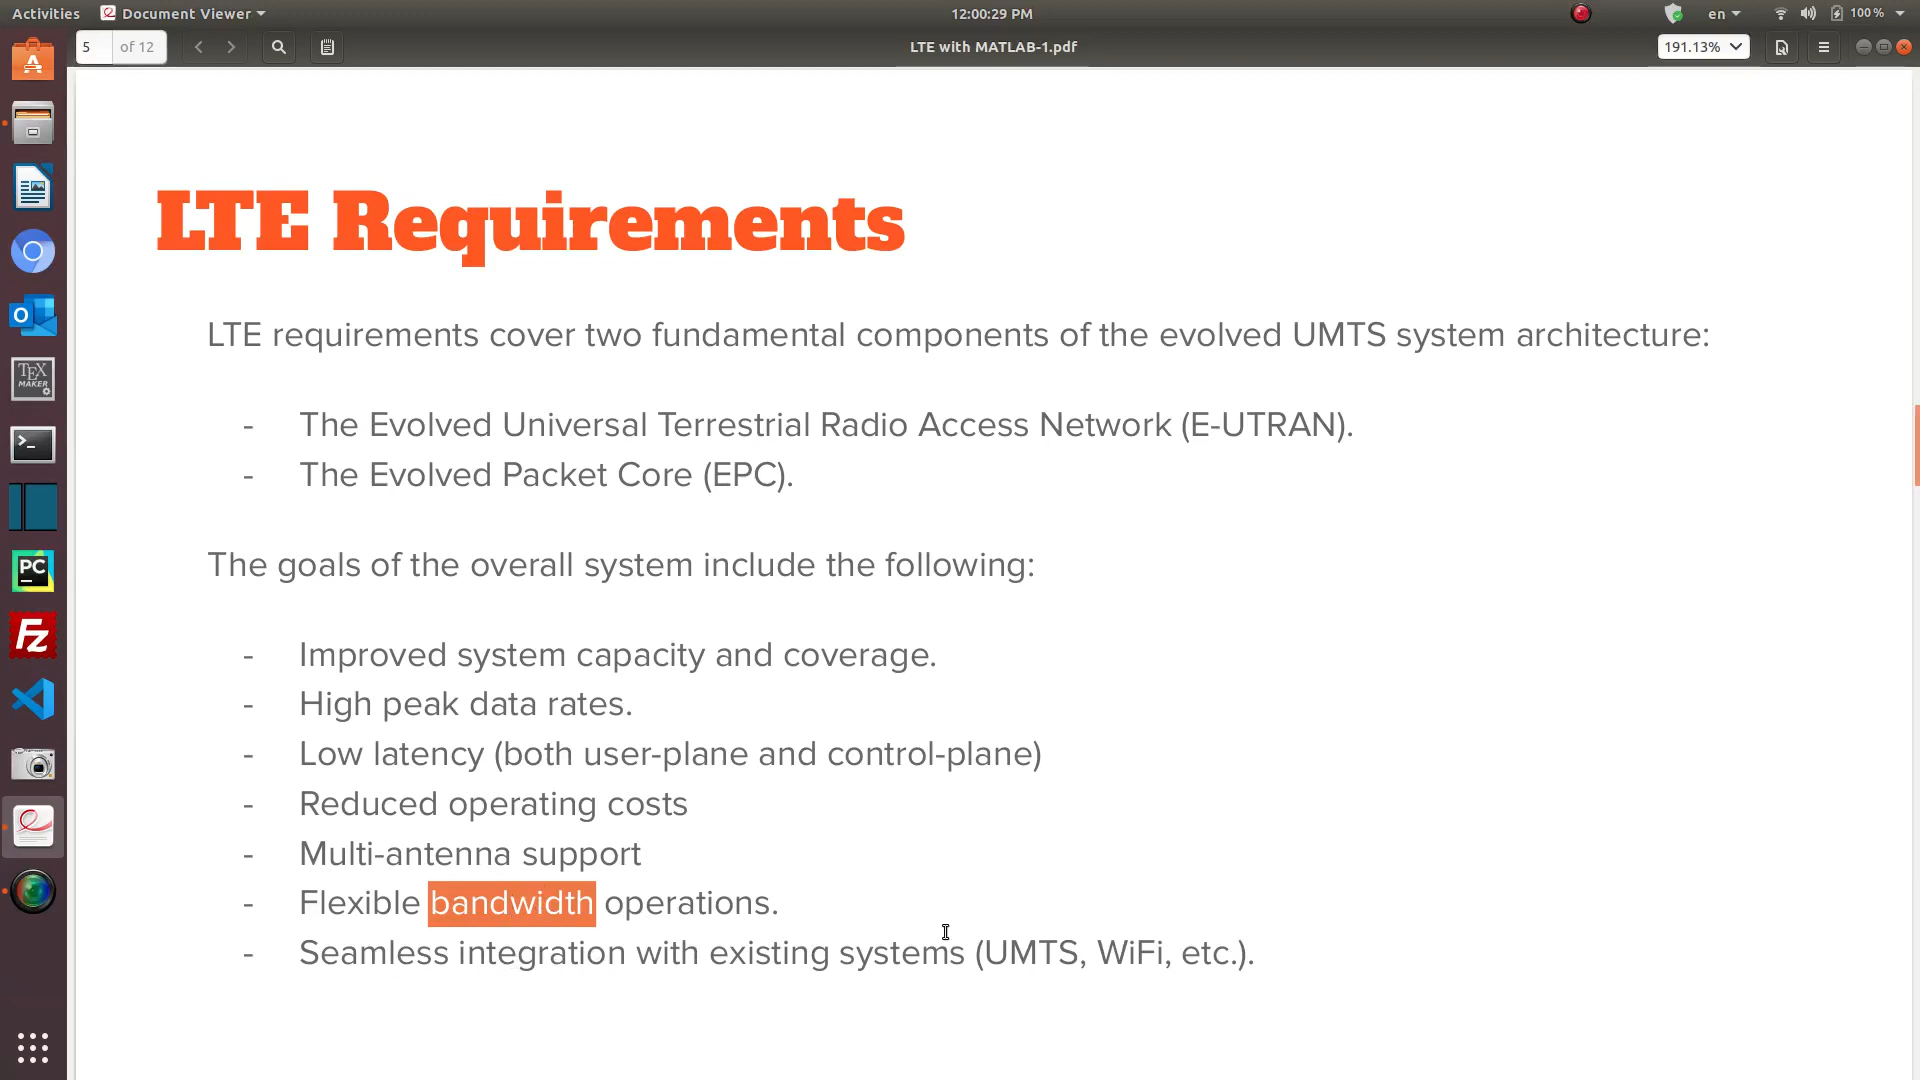 Activities Document Viewer 12:00:29 PM en 100 %
5 of 12 LTE with MATLAB-1.pdf 191.13%
LTE Requirements
LTE requirements cover two fundamental components of the evolved UMTS system architecture:
- The Evolved Universal Terrestrial Radio Access Network (E-UTRAN).
- The Evolved Packet Core (EPC).
The goals of the overall system include the following:
- Improved system capacity and coverage.
- High peak data rates.
- Low latency (both user-plane and control-plane)
- Reduced operating costs
- Multi-antenna support
- Flexible bandwidth operations.
- Seamless integration with existing systems (UMTS, WiFi, etc.).
A
O
TEX
MAKER
>_
PC
FZ